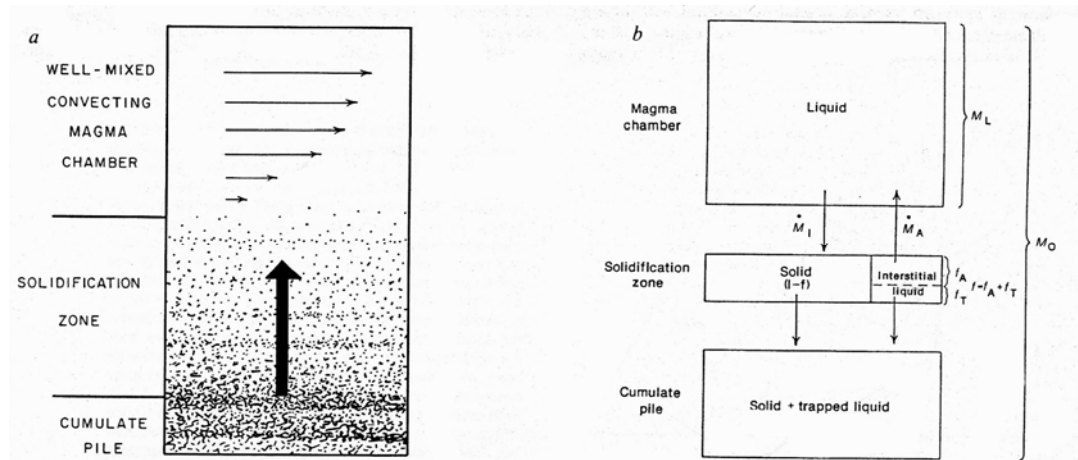 a
WELL-MIXED
CONVECTING
MAGMA
CHAMBER
SOLIDIFICATION
ZONE
CUMULATE
PILE
b
Magma
chamber
Liquid
M_L
Ṁ_I
Ṁ_A
M_O
Solidification
zone
Solid
(I-f)
Interstitial
liquid
f_A
f=f_A+f_T
f_T
Cumulate
pile
Solid + trapped liquid